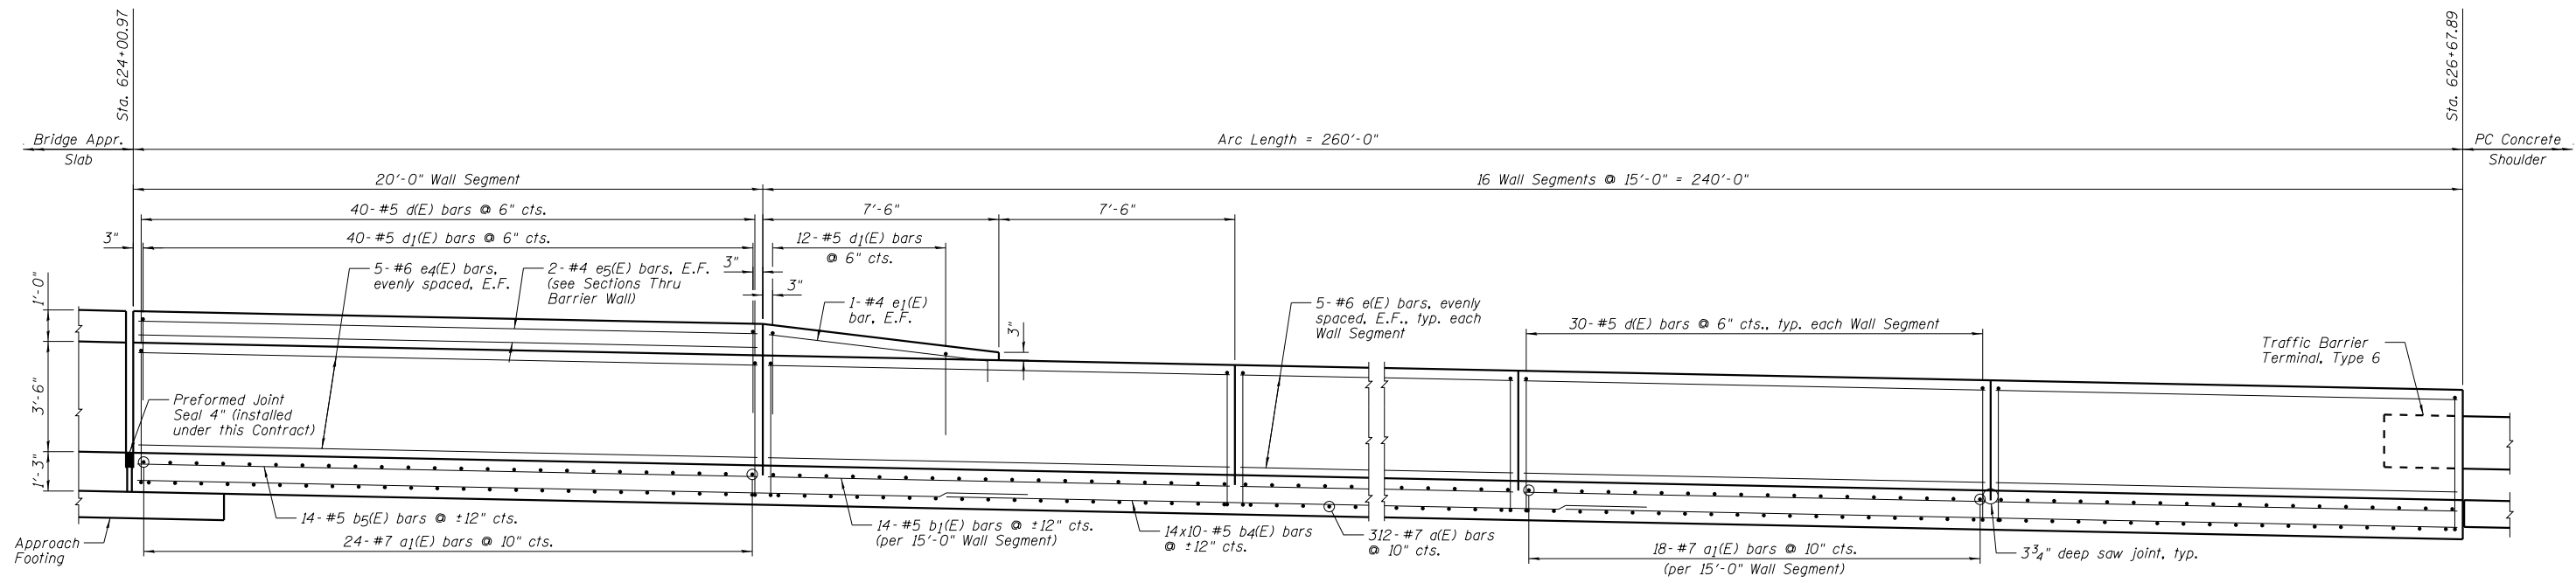 Sta. 624+00.97
Sta. 626+67.89
Bridge Appr.
Slab
Arc Length = 260'-0"
PC Concrete
Shoulder
20'-0" Wall Segment
16 Wall Segments @ 15'-0" = 240'-0"
40-#5 d(E) bars @ 6" cts.
7'-6"
7'-6"
3"
40-#5 d1(E) bars @ 6" cts.
12-#5 d1(E) bars
@ 6" cts.
3"
3"
1'-0"
5-#6 e4(E) bars,
evenly spaced, E.F.
2-#4 e5(E) bars, E.F.
(see Sections Thru
Barrier Wall)
1-#4 e1(E)
bar, E.F.
3"
5-#6 e(E) bars, evenly
spaced, E.F., typ. each
Wall Segment
30-#5 d(E) bars @ 6" cts., typ. each Wall Segment
Traffic Barrier
Terminal, Type 6
3'-6"
Preformed Joint
Seal 4" (installed
under this Contract)
1'-3"
14-#5 b5(E) bars @ ±12" cts.
14-#5 b1(E) bars @ ±12" cts.
(per 15'-0" Wall Segment)
14x10-#5 b4(E) bars
@ ±12" cts.
312-#7 a(E) bars
@ 10" cts.
Approach
Footing
24-#7 a1(E) bars @ 10" cts.
18-#7 a1(E) bars @ 10" cts.
(per 15'-0" Wall Segment)
3 3/4" deep saw joint, typ.